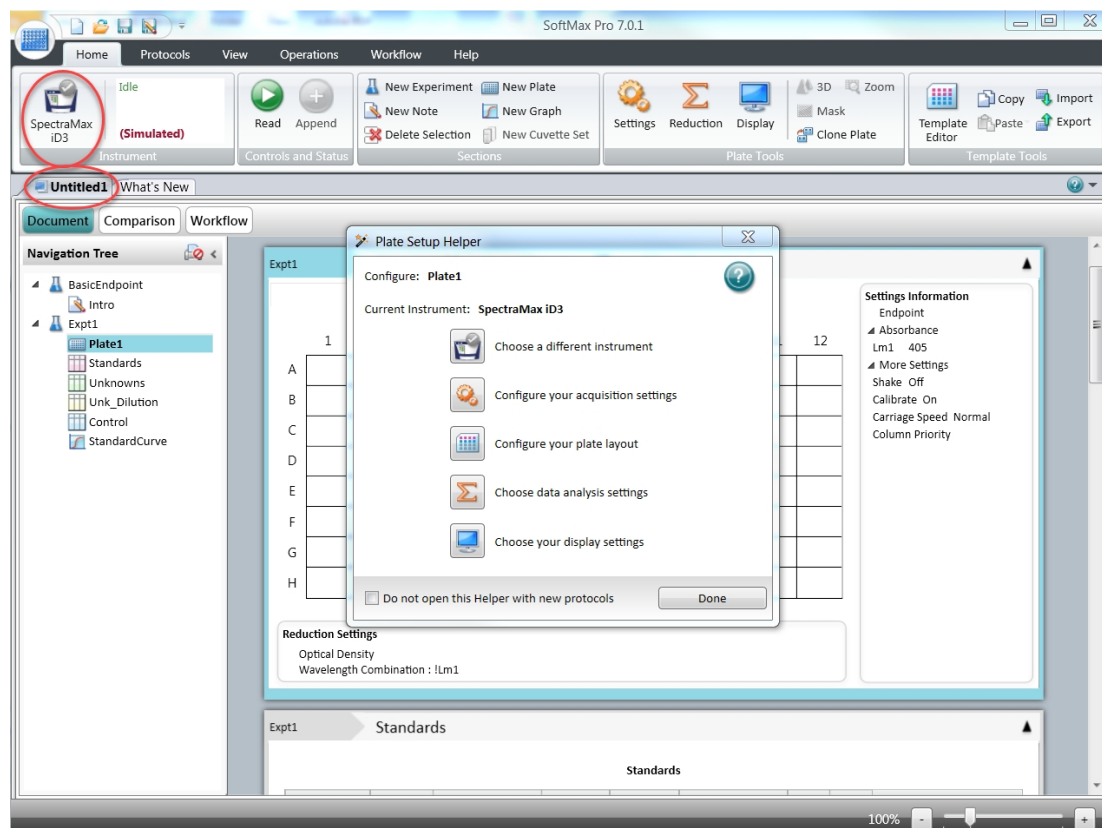 SoftMax Pro 7.0.1
Home Protocols View Operations Workflow Help
SpectraMax
iD3
Idle
(Simulated)
Instrument
Read Append
Controls and Status
New Experiment New Plate
New Note New Graph
Delete Selection New Cuvette Set
Sections
Settings Reduction Display
3D Zoom
Mask
Clone Plate
Plate Tools
Template
Editor
Copy Import
Paste Export
Template Tools
Untitled1 What's New
Document Comparison Workflow
Navigation Tree
BasicEndpoint
Intro
Expt1
Plate1
Standards
Unknowns
Unk_Dilution
Control
StandardCurve
Expt1
1 12
A
B
C
D
E
F
G
H
Plate Setup Helper
Configure: Plate1
Current Instrument: SpectraMax iD3
Choose a different instrument
Configure your acquisition settings
Configure your plate layout
Choose data analysis settings
Choose your display settings
Do not open this Helper with new protocols Done
Settings Information
Endpoint
Absorbance
Lm1 405
More Settings
Shake Off
Calibrate On
Carriage Speed Normal
Column Priority
Reduction Settings
Optical Density
Wavelength Combination : !Lm1
Expt1 Standards
Standards
100% - +